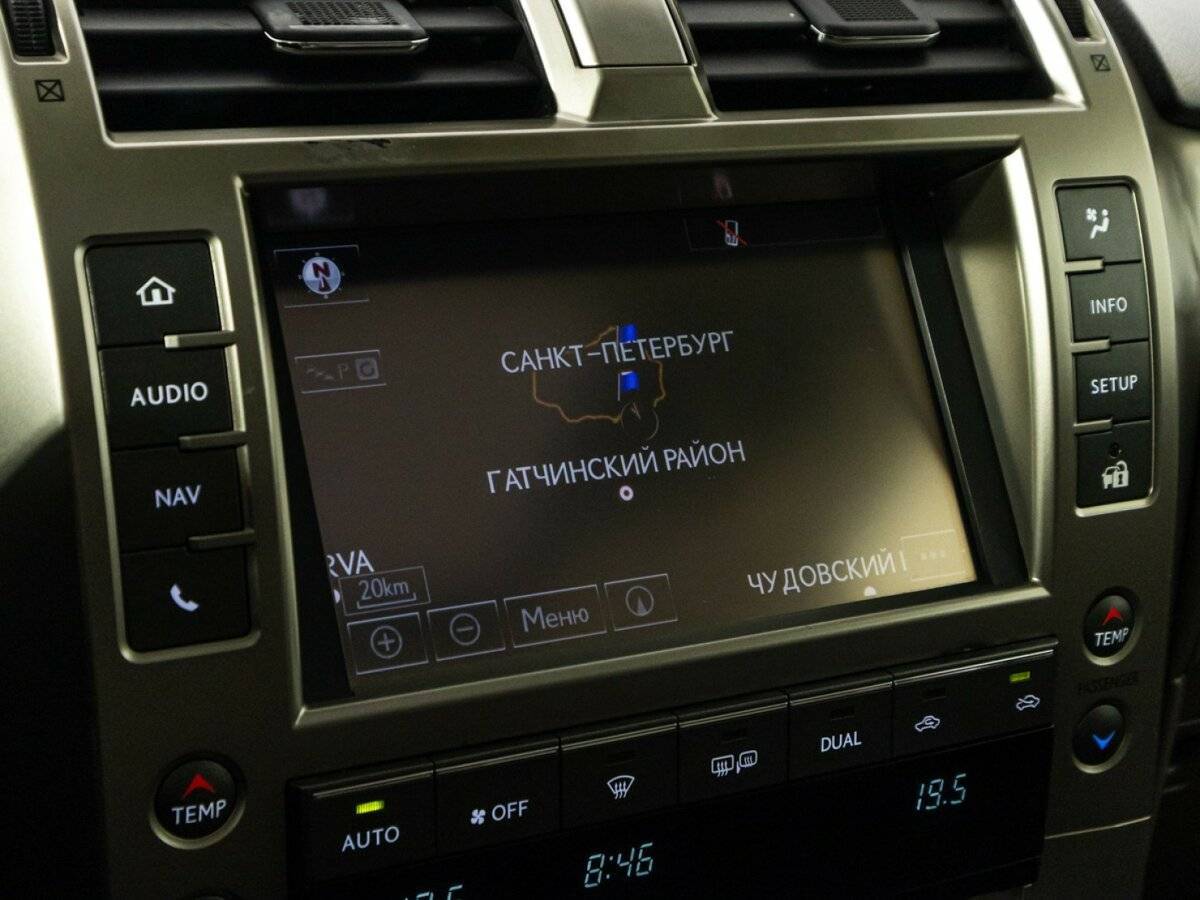 N
AUDIO
NAV
P
САНКТ-ПЕТЕРБУРГ
ГАТЧИНСКИЙ РАЙОН
RVA
20km
ЧУДОВСКИЙ
Меню
INFO
SETUP
TEMP
PASSENGER
TEMP
AUTO
OFF
DUAL
19.5
8:46